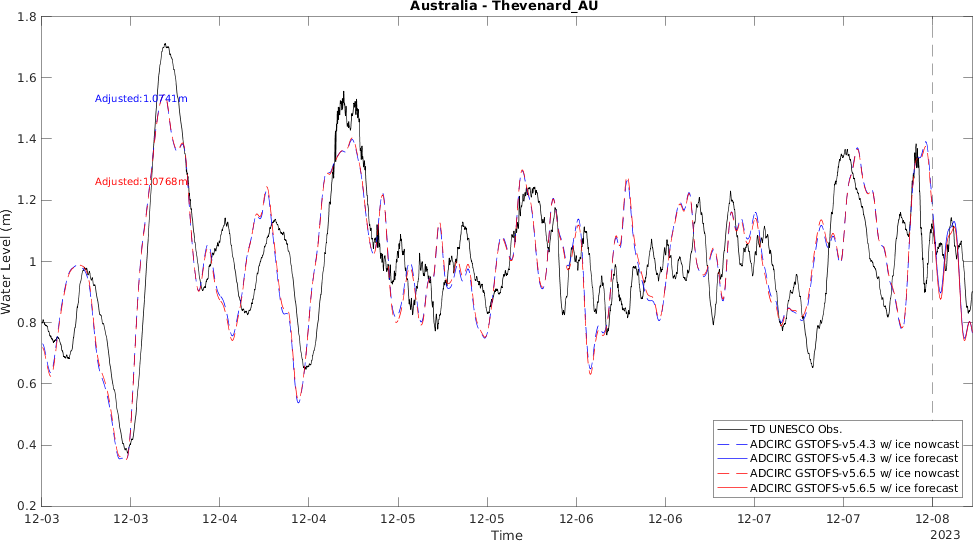 Australia - Thevenard_AU
1.8
1.6
1.4
1.2
1
0.8
0.6
0.4
0.2
Water Level (m)
Adjusted:1.0741m
Adjusted:1.0768m
TD UNESCO Obs.
ADCIRC GSTOFS-v5.4.3 w/ ice nowcast
ADCIRC GSTOFS-v5.4.3 w/ ice forecast
ADCIRC GSTOFS-v5.6.5 w/ ice nowcast
ADCIRC GSTOFS-v5.6.5 w/ ice forecast
12-03 12-03 12-04 12-04 12-05 12-05 12-06 12-06 12-07 12-07 12-08
2023
Time